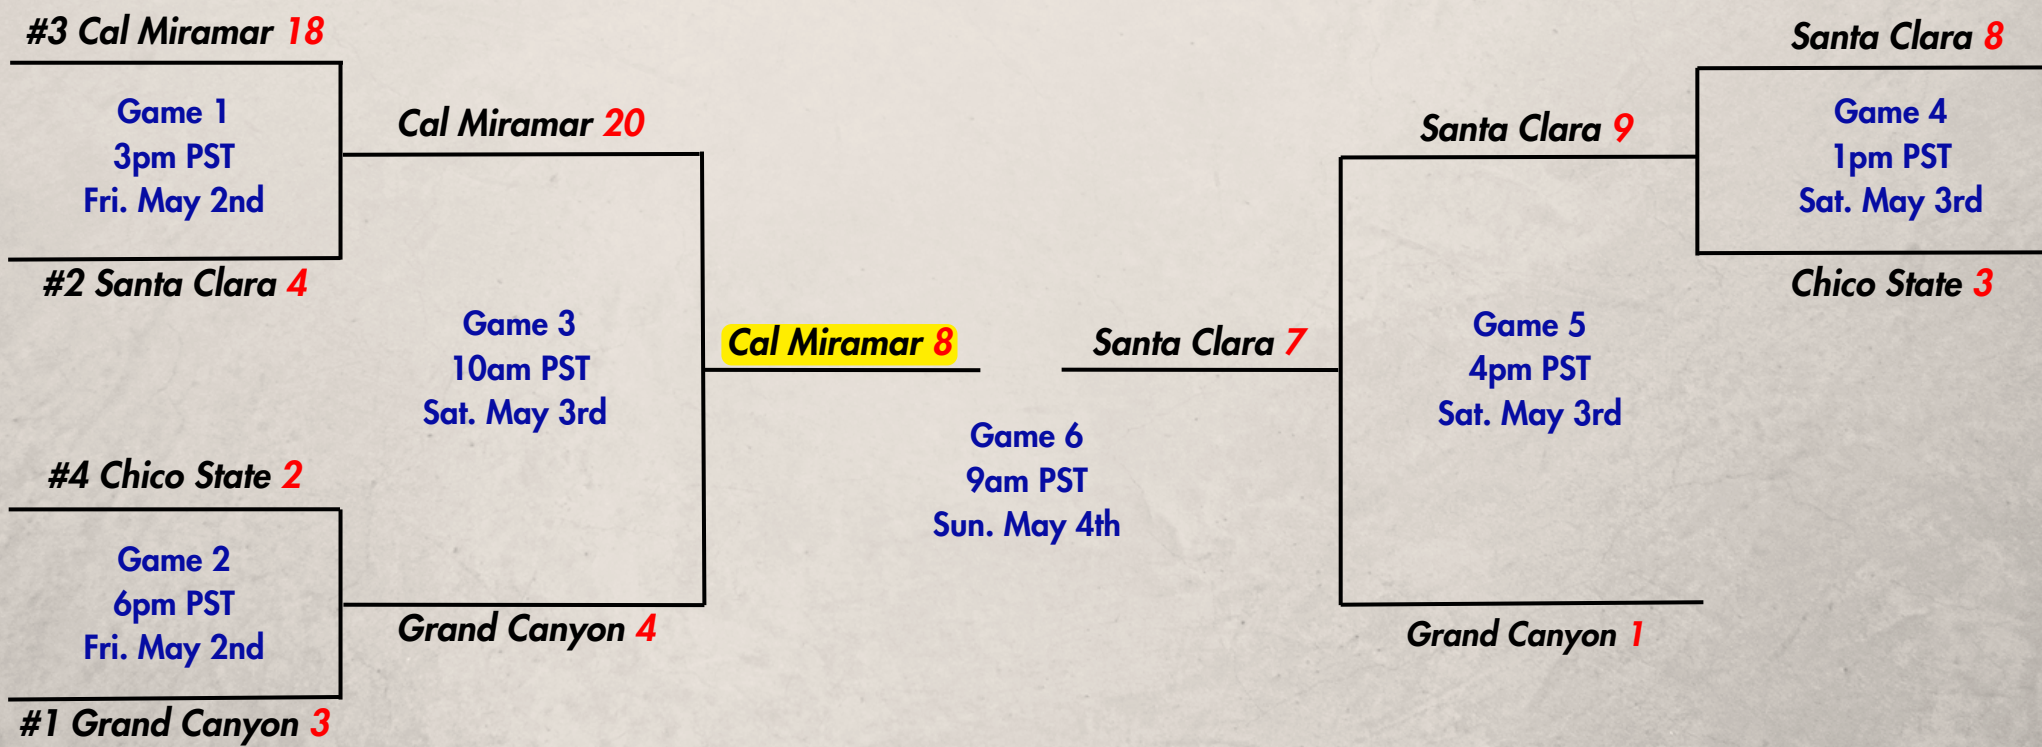 #3 Cal Miramar 18
Game 1
3pm PST
Fri. May 2nd
#2 Santa Clara 4
#4 Chico State 2
Game 2
6pm PST
Fri. May 2nd
#1 Grand Canyon 3
Cal Miramar 20
Game 3
10am PST
Sat. May 3rd
Grand Canyon 4
Cal Miramar 8
Santa Clara 7
Game 6
9am PST
Sun. May 4th
Santa Clara 9
Game 5
4pm PST
Sat. May 3rd
Grand Canyon 1
Santa Clara 8
Game 4
1pm PST
Sat. May 3rd
Chico State 3